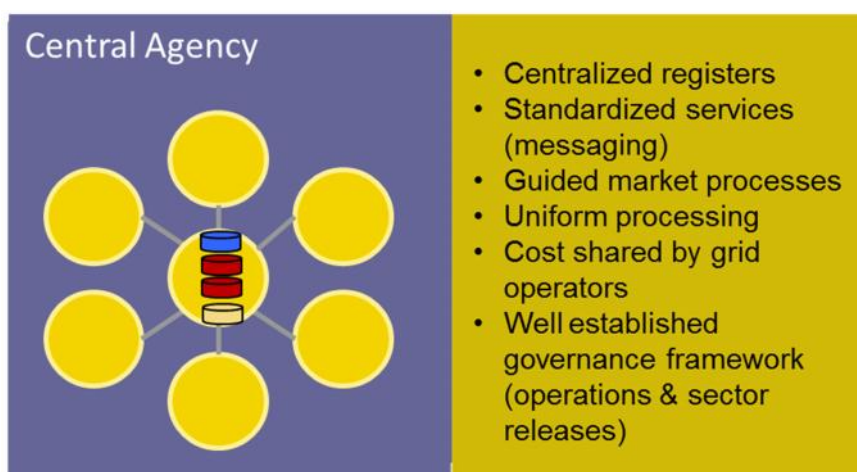 Central Agency
• Centralized registers
• Standardized services
(messaging)
• Guided market processes
• Uniform processing
• Cost shared by grid
operators
• Well established
governance framework
(operations & sector
releases)